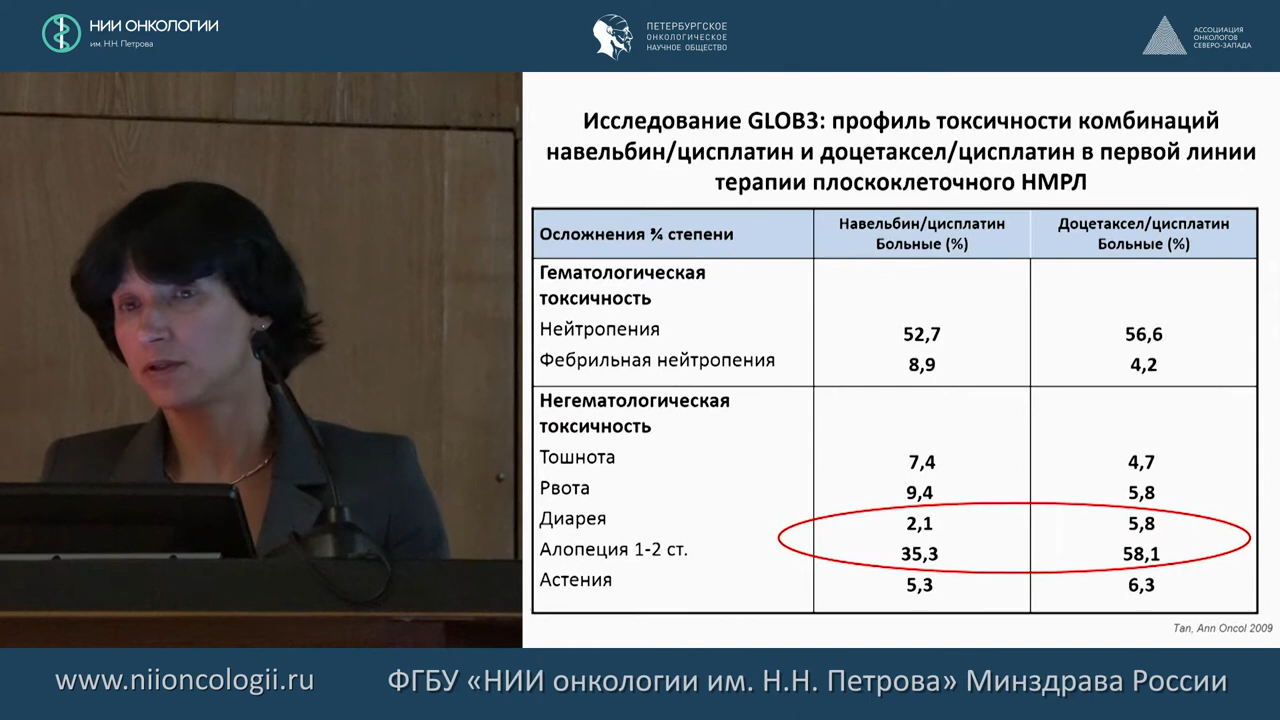 НИИ ОНКОЛОГИИ
им. Н.Н. Петрова
ПЕТЕРБУРГСКОЕ
ОНКОЛОГИЧЕСКОЕ
НАУЧНОЕ ОБЩЕСТВО
АССОЦИАЦИЯ
ОНКОЛОГОВ
СЕВЕРО-ЗАПАДА
Исследование GLOB3: профиль токсичности комбинаций
навельбин/цисплатин и доцетаксел/цисплатин в первой линии
терапии плоскоклеточного НМРЛ
Осложнения ¾ степени
Навельбин/цисплатин
Больные (%)
Доцетаксел/цисплатин
Больные (%)
Гематологическая
токсичность
Нейтропения 52,7 56,6
Фебрильная нейтропения 8,9 4,2
Негематологическая
токсичность
Тошнота 7,4 4,7
Рвота 9,4 5,8
Диарея 2,1 5,8
Алопеция 1-2 ст. 35,3 58,1
Астения 5,3 6,3
Tan, Ann Oncol 2009
www.niioncologii.ru
ФГБУ «НИИ онкологии им. Н.Н. Петрова» Минздрава России